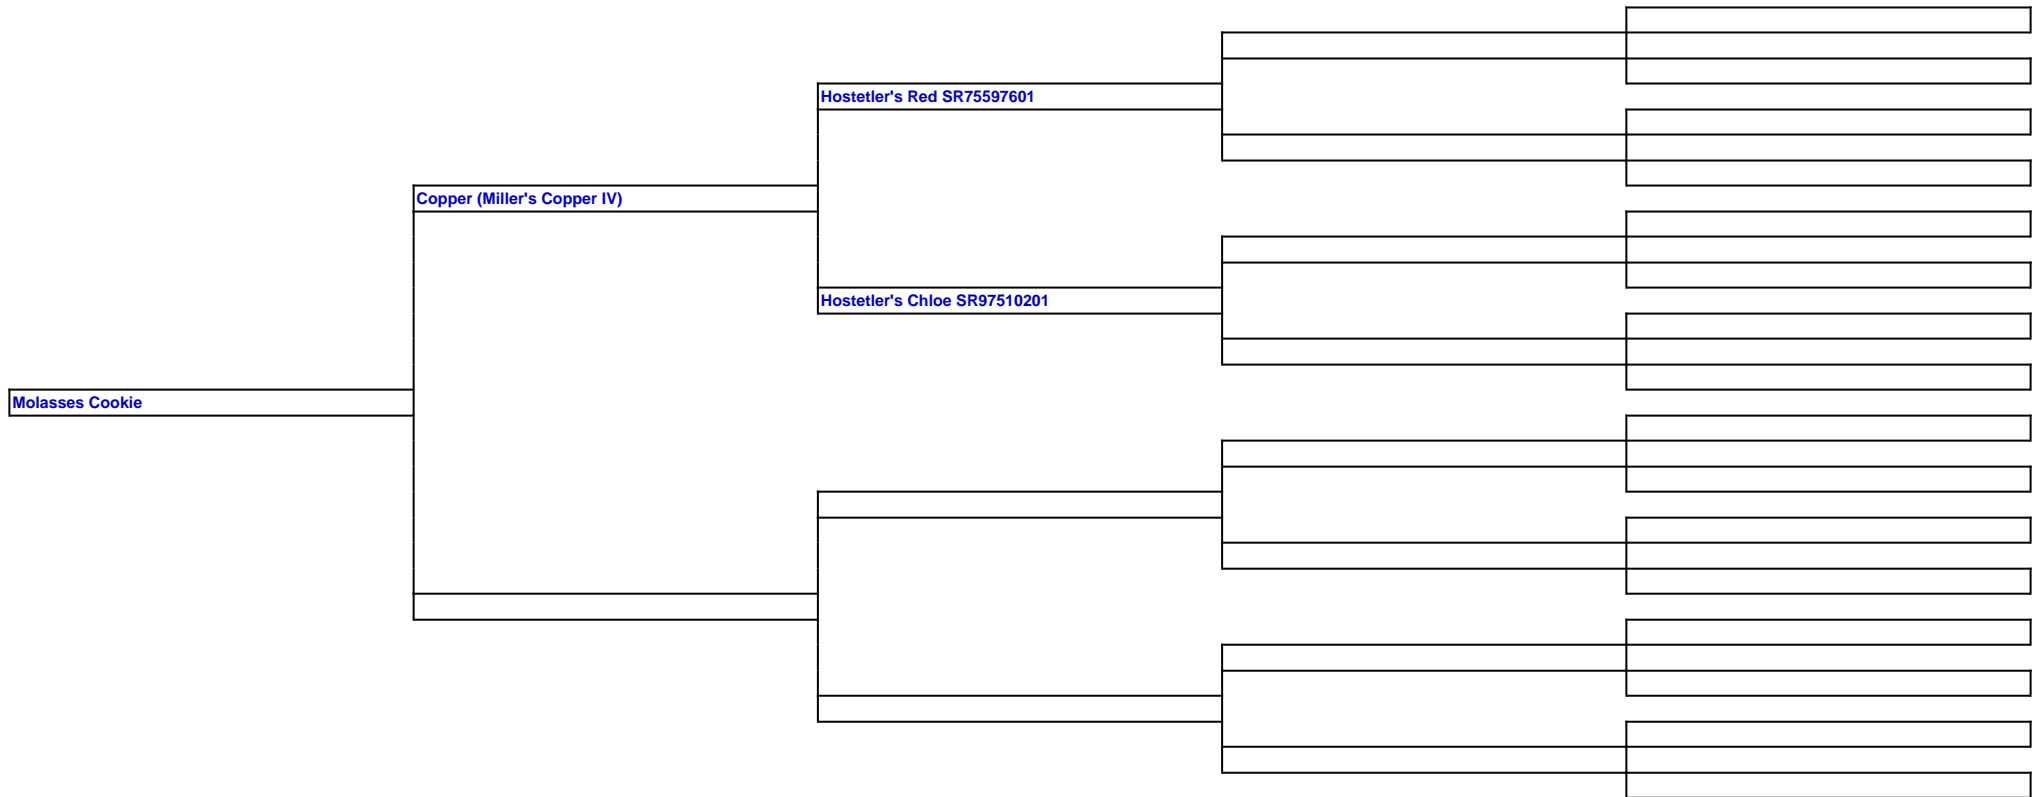 Hostetler's Red SR75597601
Copper (Miller's Copper IV)
Hostetler's Chloe SR97510201
Molasses Cookie